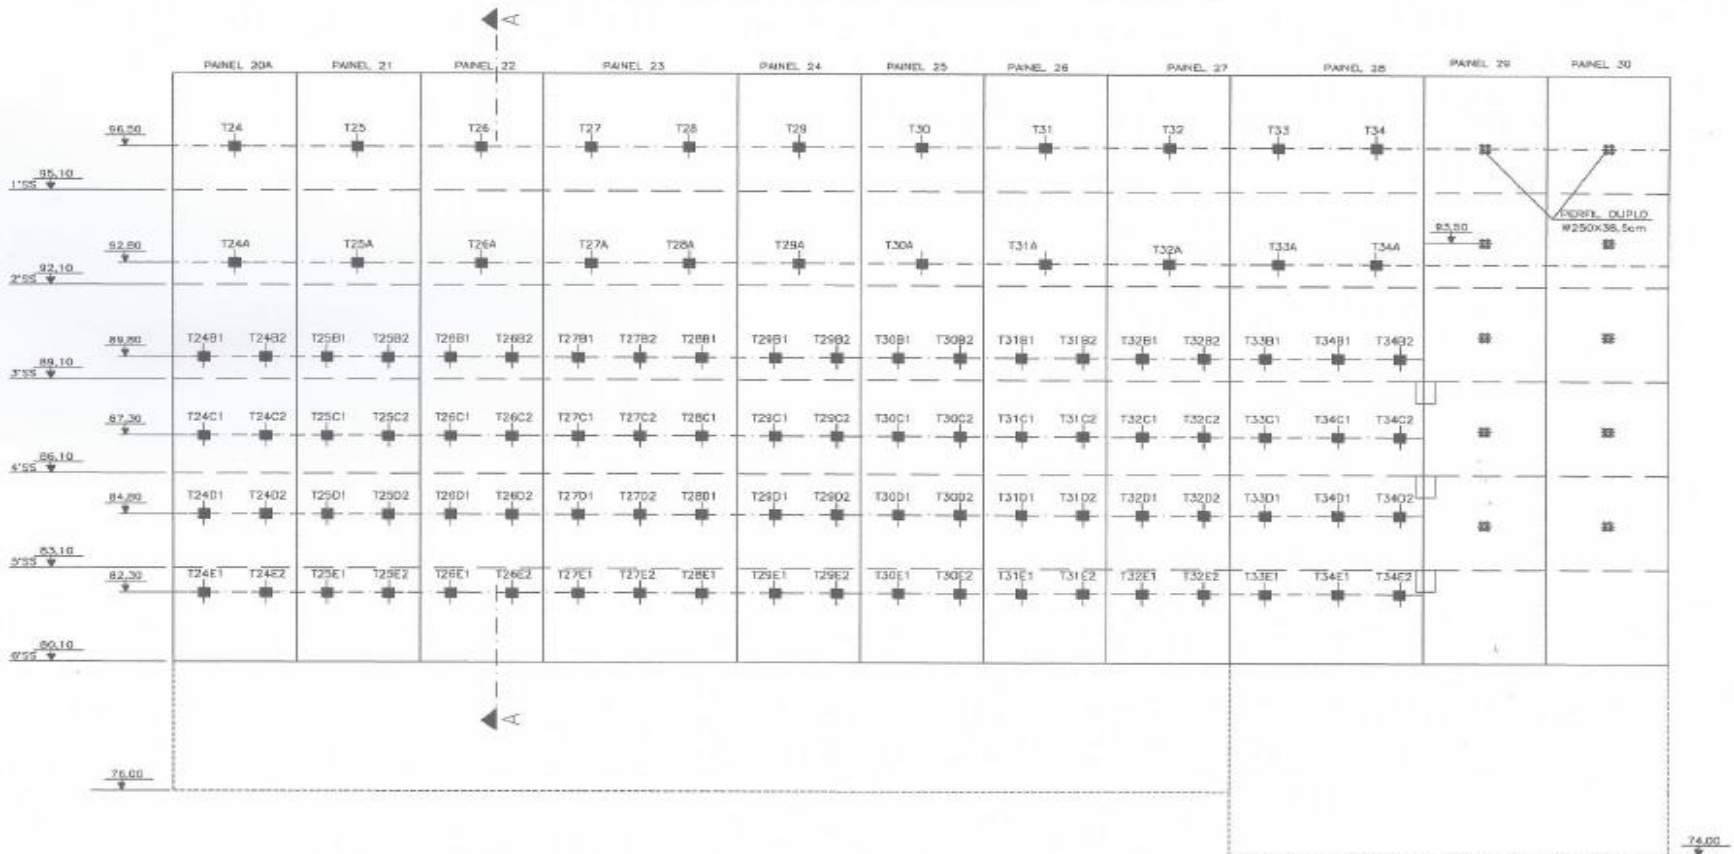 A
PAINEL 20A PAINEL 21 PAINEL 22 PAINEL 23 PAINEL 24 PAINEL 25 PAINEL 26 PAINEL 27 PAINEL 28 PAINEL 29 PAINEL 30
96,50 T24 T25 T26 T27 T28 T29 T30 T31 T32 T33 T34
1°SS 95,10
PERFIL DUPLO
W250X38,5cm
93,50
92,80 T24A T25A T26A T27A T28A T29A T30A T31A T32A T33A T34A
2°SS 92,10
89,80 T24B1 T24B2 T25B1 T25B2 T26B1 T26B2 T27B1 T27B2 T28B1 T29B1 T29B2 T30B1 T30B2 T31B1 T31B2 T32B1 T32B2 T33B1 T34B1 T34B2
3°SS 89,10
87,30 T24C1 T24C2 T25C1 T25C2 T26C1 T26C2 T27C1 T27C2 T28C1 T29C1 T29C2 T30C1 T30C2 T31C1 T31C2 T32C1 T32C2 T33C1 T34C1 T34C2
4°SS 86,10
84,80 T24D1 T24D2 T25D1 T25D2 T26D1 T26D2 T27D1 T27D2 T28D1 T29D1 T29D2 T30D1 T30D2 T31D1 T31D2 T32D1 T32D2 T33D1 T34D1 T34D2
5°SS 83,10
82,30 T24E1 T24E2 T25E1 T25E2 T26E1 T26E2 T27E1 T27E2 T28E1 T29E1 T29E2 T30E1 T30E2 T31E1 T31E2 T32E1 T32E2 T33E1 T34E1 T34E2
6°SS 80,10
A
76,00
74,00